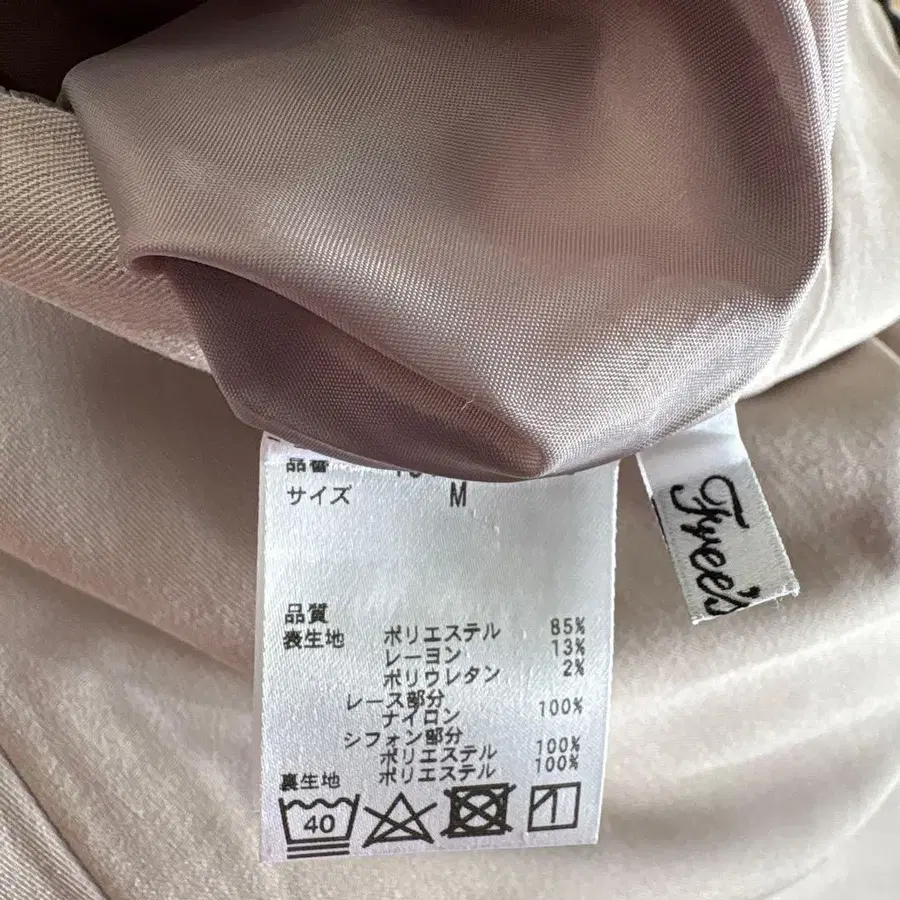 品番
サイズ M
品質
表生地 ポリエステル 85%
レーヨン 13%
ポリウレタン 2%
レース部分
ナイロン 100%
シフォン部分
ポリエステル 100%
裏生地 ポリエステル 100%
40
Tyee's